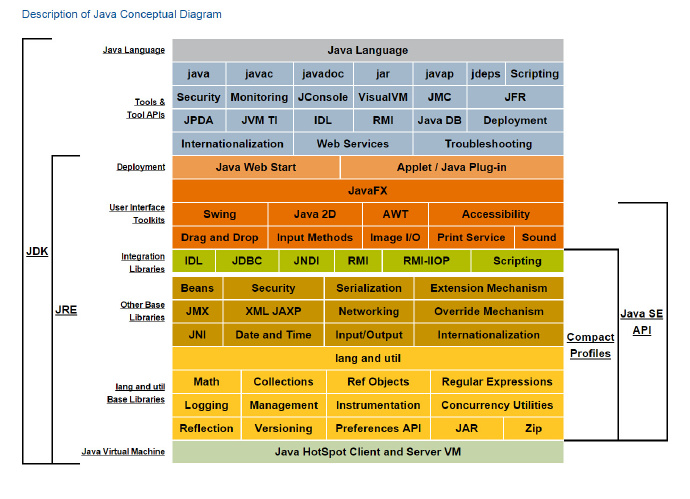 Description of Java Conceptual Diagram
Java Language
Java Language
java javac javadoc jar javap jdeps Scripting
Security Monitoring JConsole VisualVM JMC JFR
Tools &
Tool APIs
JPDA JVM TI IDL RMI Java DB Deployment
Internationalization Web Services Troubleshooting
Deployment
Java Web Start Applet / Java Plug-in
JavaFX
User Interface
Toolkits
Swing Java 2D AWT Accessibility
Drag and Drop Input Methods Image I/O Print Service Sound
Integration
Libraries
IDL JDBC JNDI RMI RMI-IIOP Scripting
Beans Security Serialization Extension Mechanism
Other Base
Libraries
JMX XML JAXP Networking Override Mechanism
JNI Date and Time Input/Output Internationalization
lang and util
lang and util
Base Libraries
Math Collections Ref Objects Regular Expressions
Logging Management Instrumentation Concurrency Utilities
Reflection Versioning Preferences API JAR Zip
Java Virtual Machine
Java HotSpot Client and Server VM
JDK
JRE
Compact
Profiles
Java SE
API